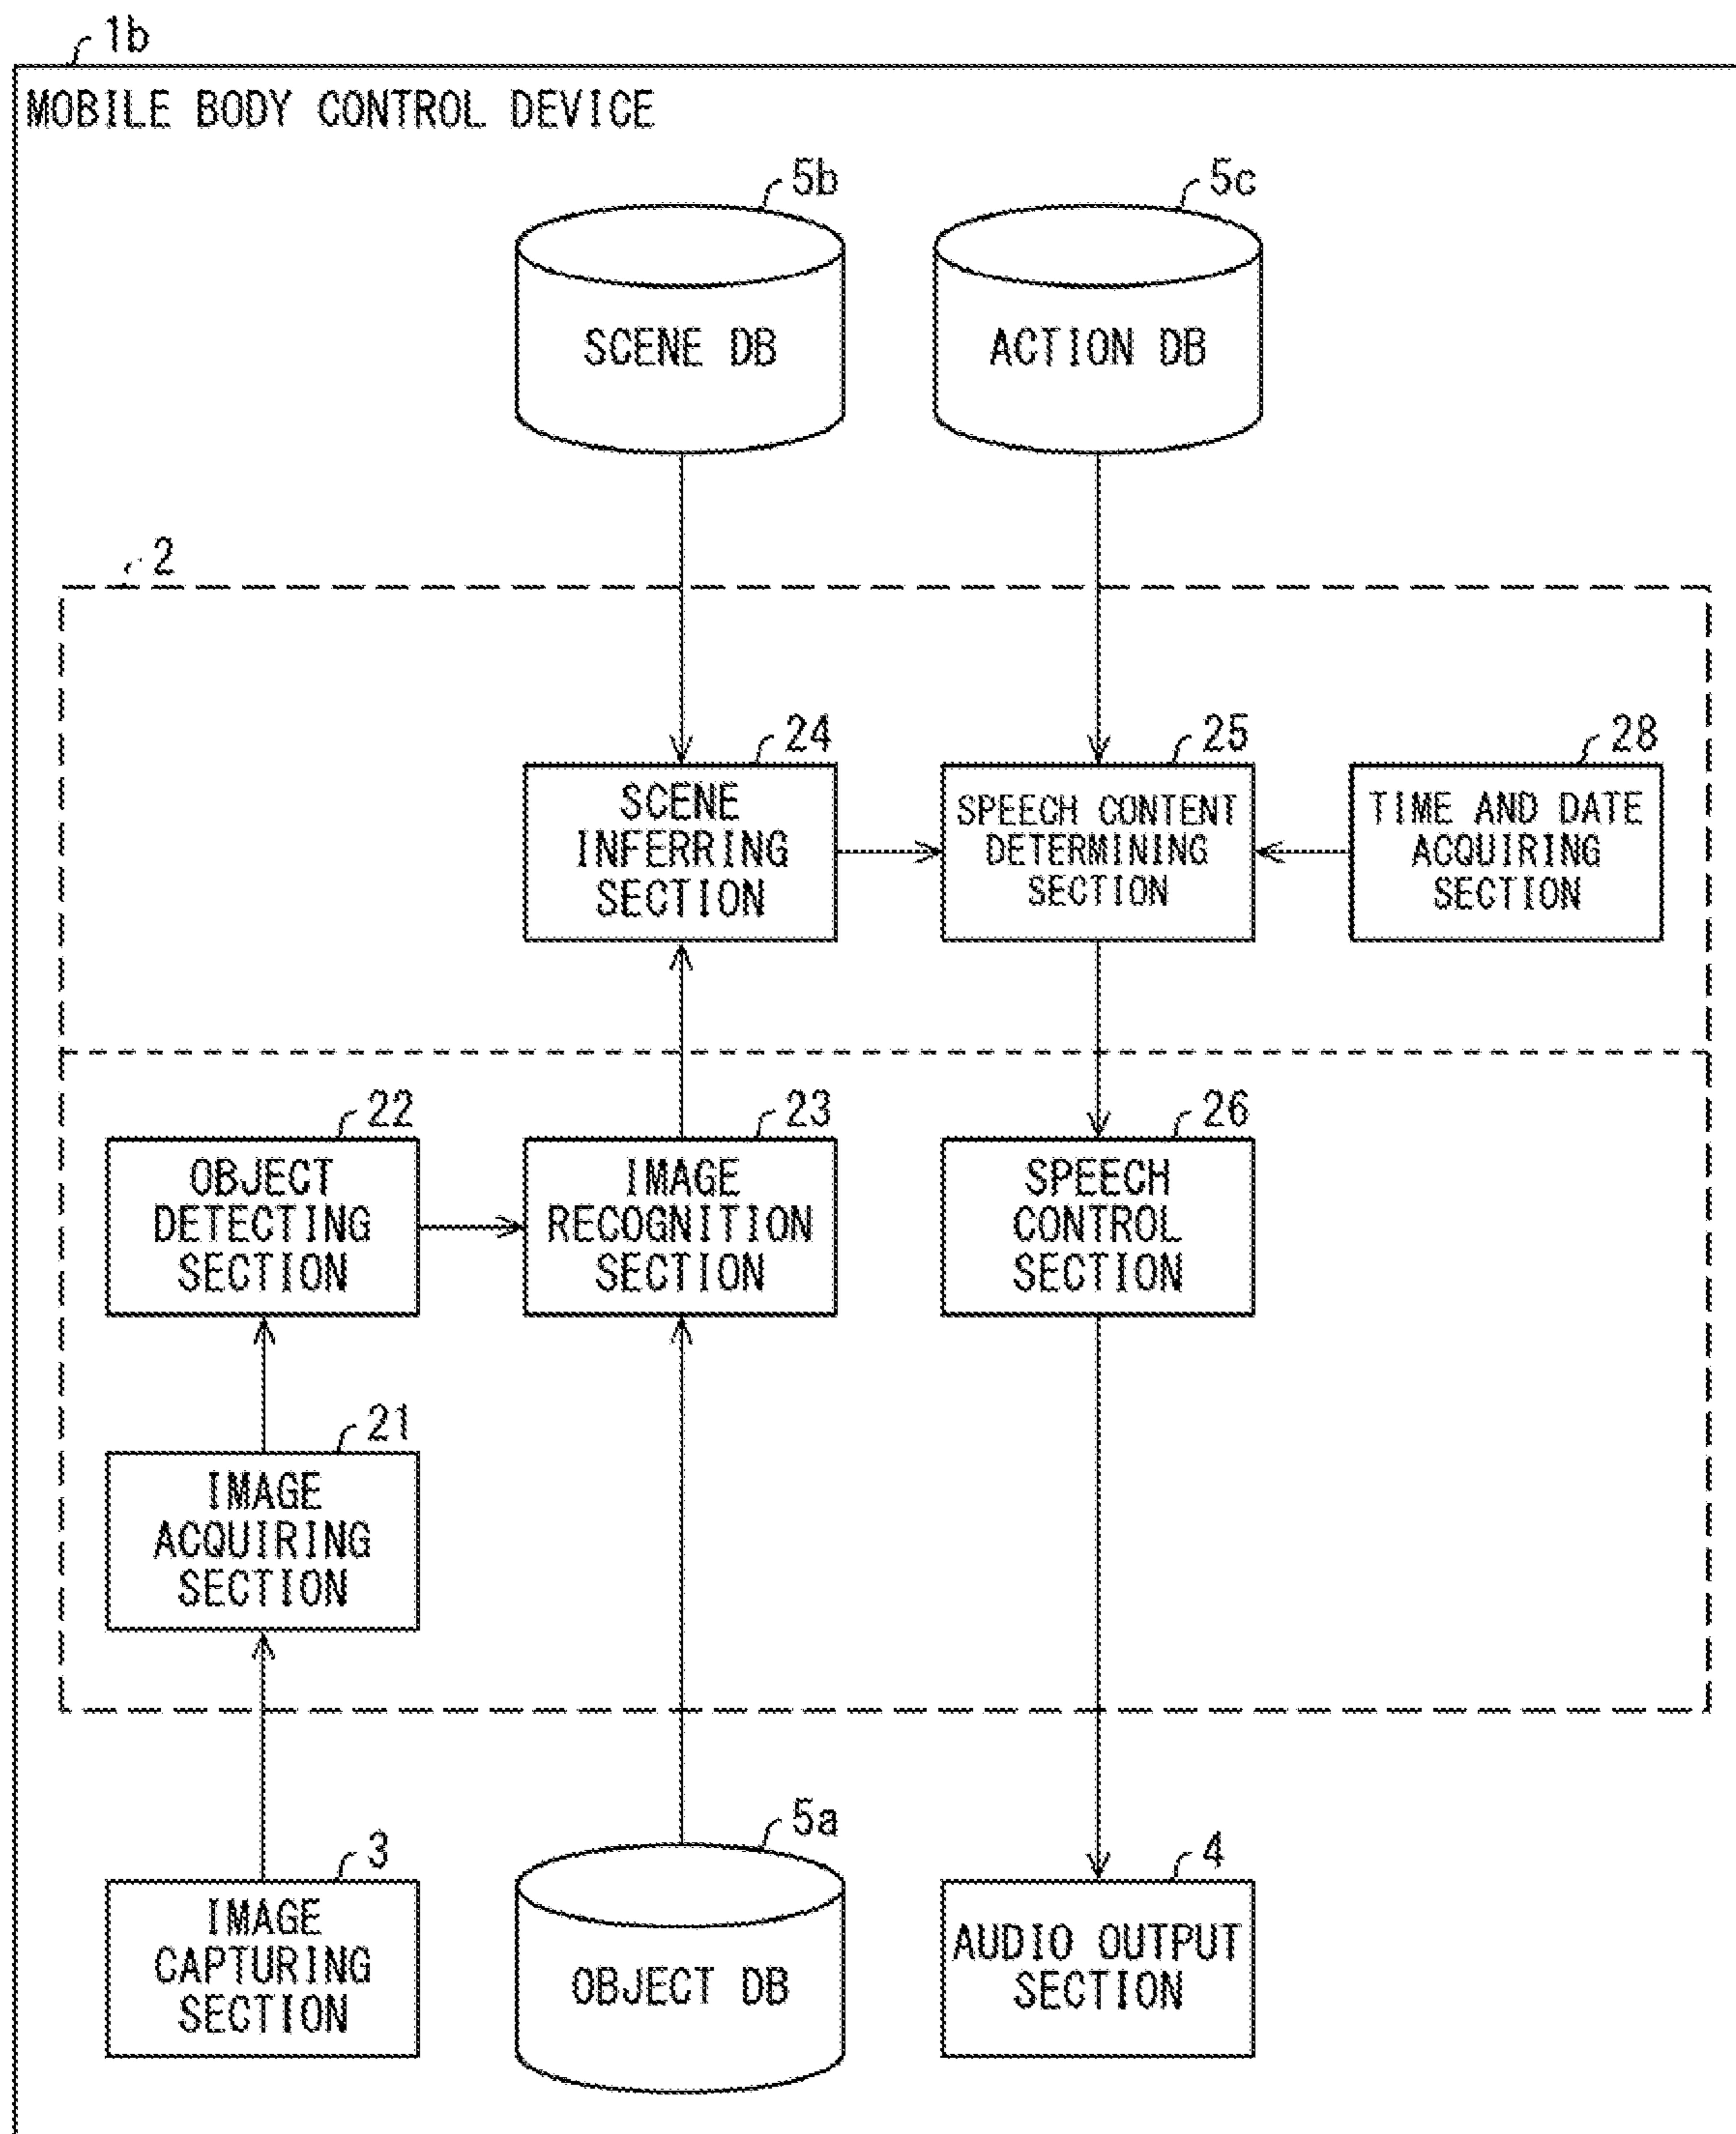 1b
MOBILE BODY CONTROL DEVICE
5b
SCENE DB
5c
ACTION DB
2
24
SCENE
INFERRING
SECTION
25
SPEECH CONTENT
DETERMINING
SECTION
28
TIME AND DATE
ACQUIRING
SECTION
22
OBJECT
DETECTING
SECTION
23
IMAGE
RECOGNITION
SECTION
26
SPEECH
CONTROL
SECTION
21
IMAGE
ACQUIRING
SECTION
3
IMAGE
CAPTURING
SECTION
5a
OBJECT DB
4
AUDIO OUTPUT
SECTION